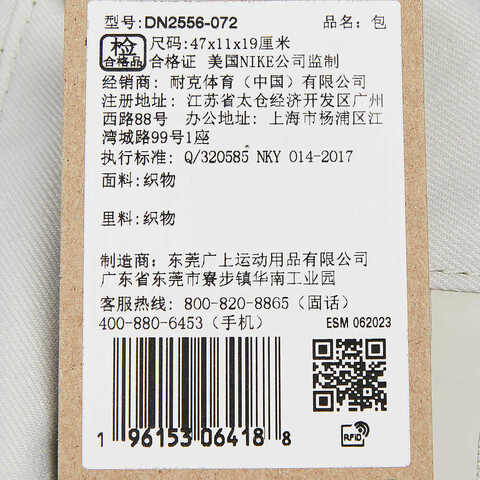 型号: DN2556-072 品名: 包
检 尺码: 47x11x19厘米
合格品 合格证 美国NIKE公司监制
经销商: 耐克体育（中国）有限公司
注册地址: 江苏省太仓经济开发区广州
西路88号 办公地址: 上海市杨浦区江
湾城路99号1座
执行标准: Q/320585 NKY 014-2017
面料: 织物
里料: 织物
制造商: 东莞广上运动用品有限公司
广东省东莞市寮步镇华南工业园
客服热线: 800-820-8865 (固话)
400-880-6453 (手机)
ESM 062023
1 96153 06418 8
RFID